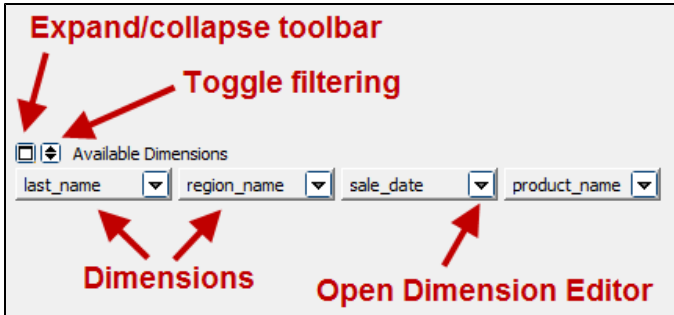 Expand/collapse toolbar
Toggle filtering
Available Dimensions
last_name region_name sale_date product_name
Dimensions
Open Dimension Editor